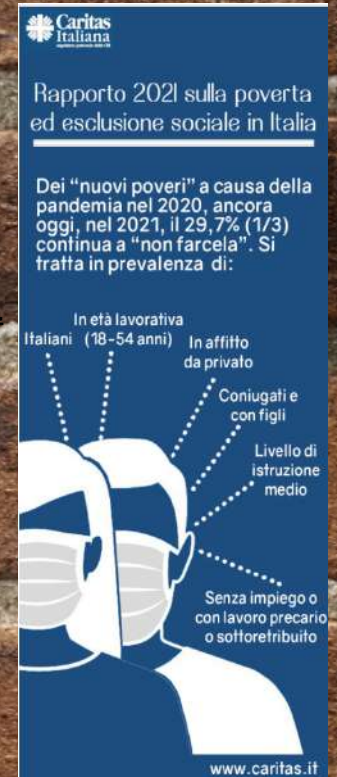 Caritas
Italiana
Rapporto 2021 sulla poverta
ed esclusione sociale in Italia
Dei “nuovi poveri” a causa della
pandemia nel 2020, ancora
oggi, nel 2021, il 29,7% (1/3)
continua a “non farcela”. Si
tratta in prevalenza di:
Italiani
In età lavorativa
(18-54 anni)
In affitto
da privato
Coniugati e
con figli
Livello di
istruzione
medio
Senza impiego o
con lavoro precario
o sottoretribuito
www.caritas.it